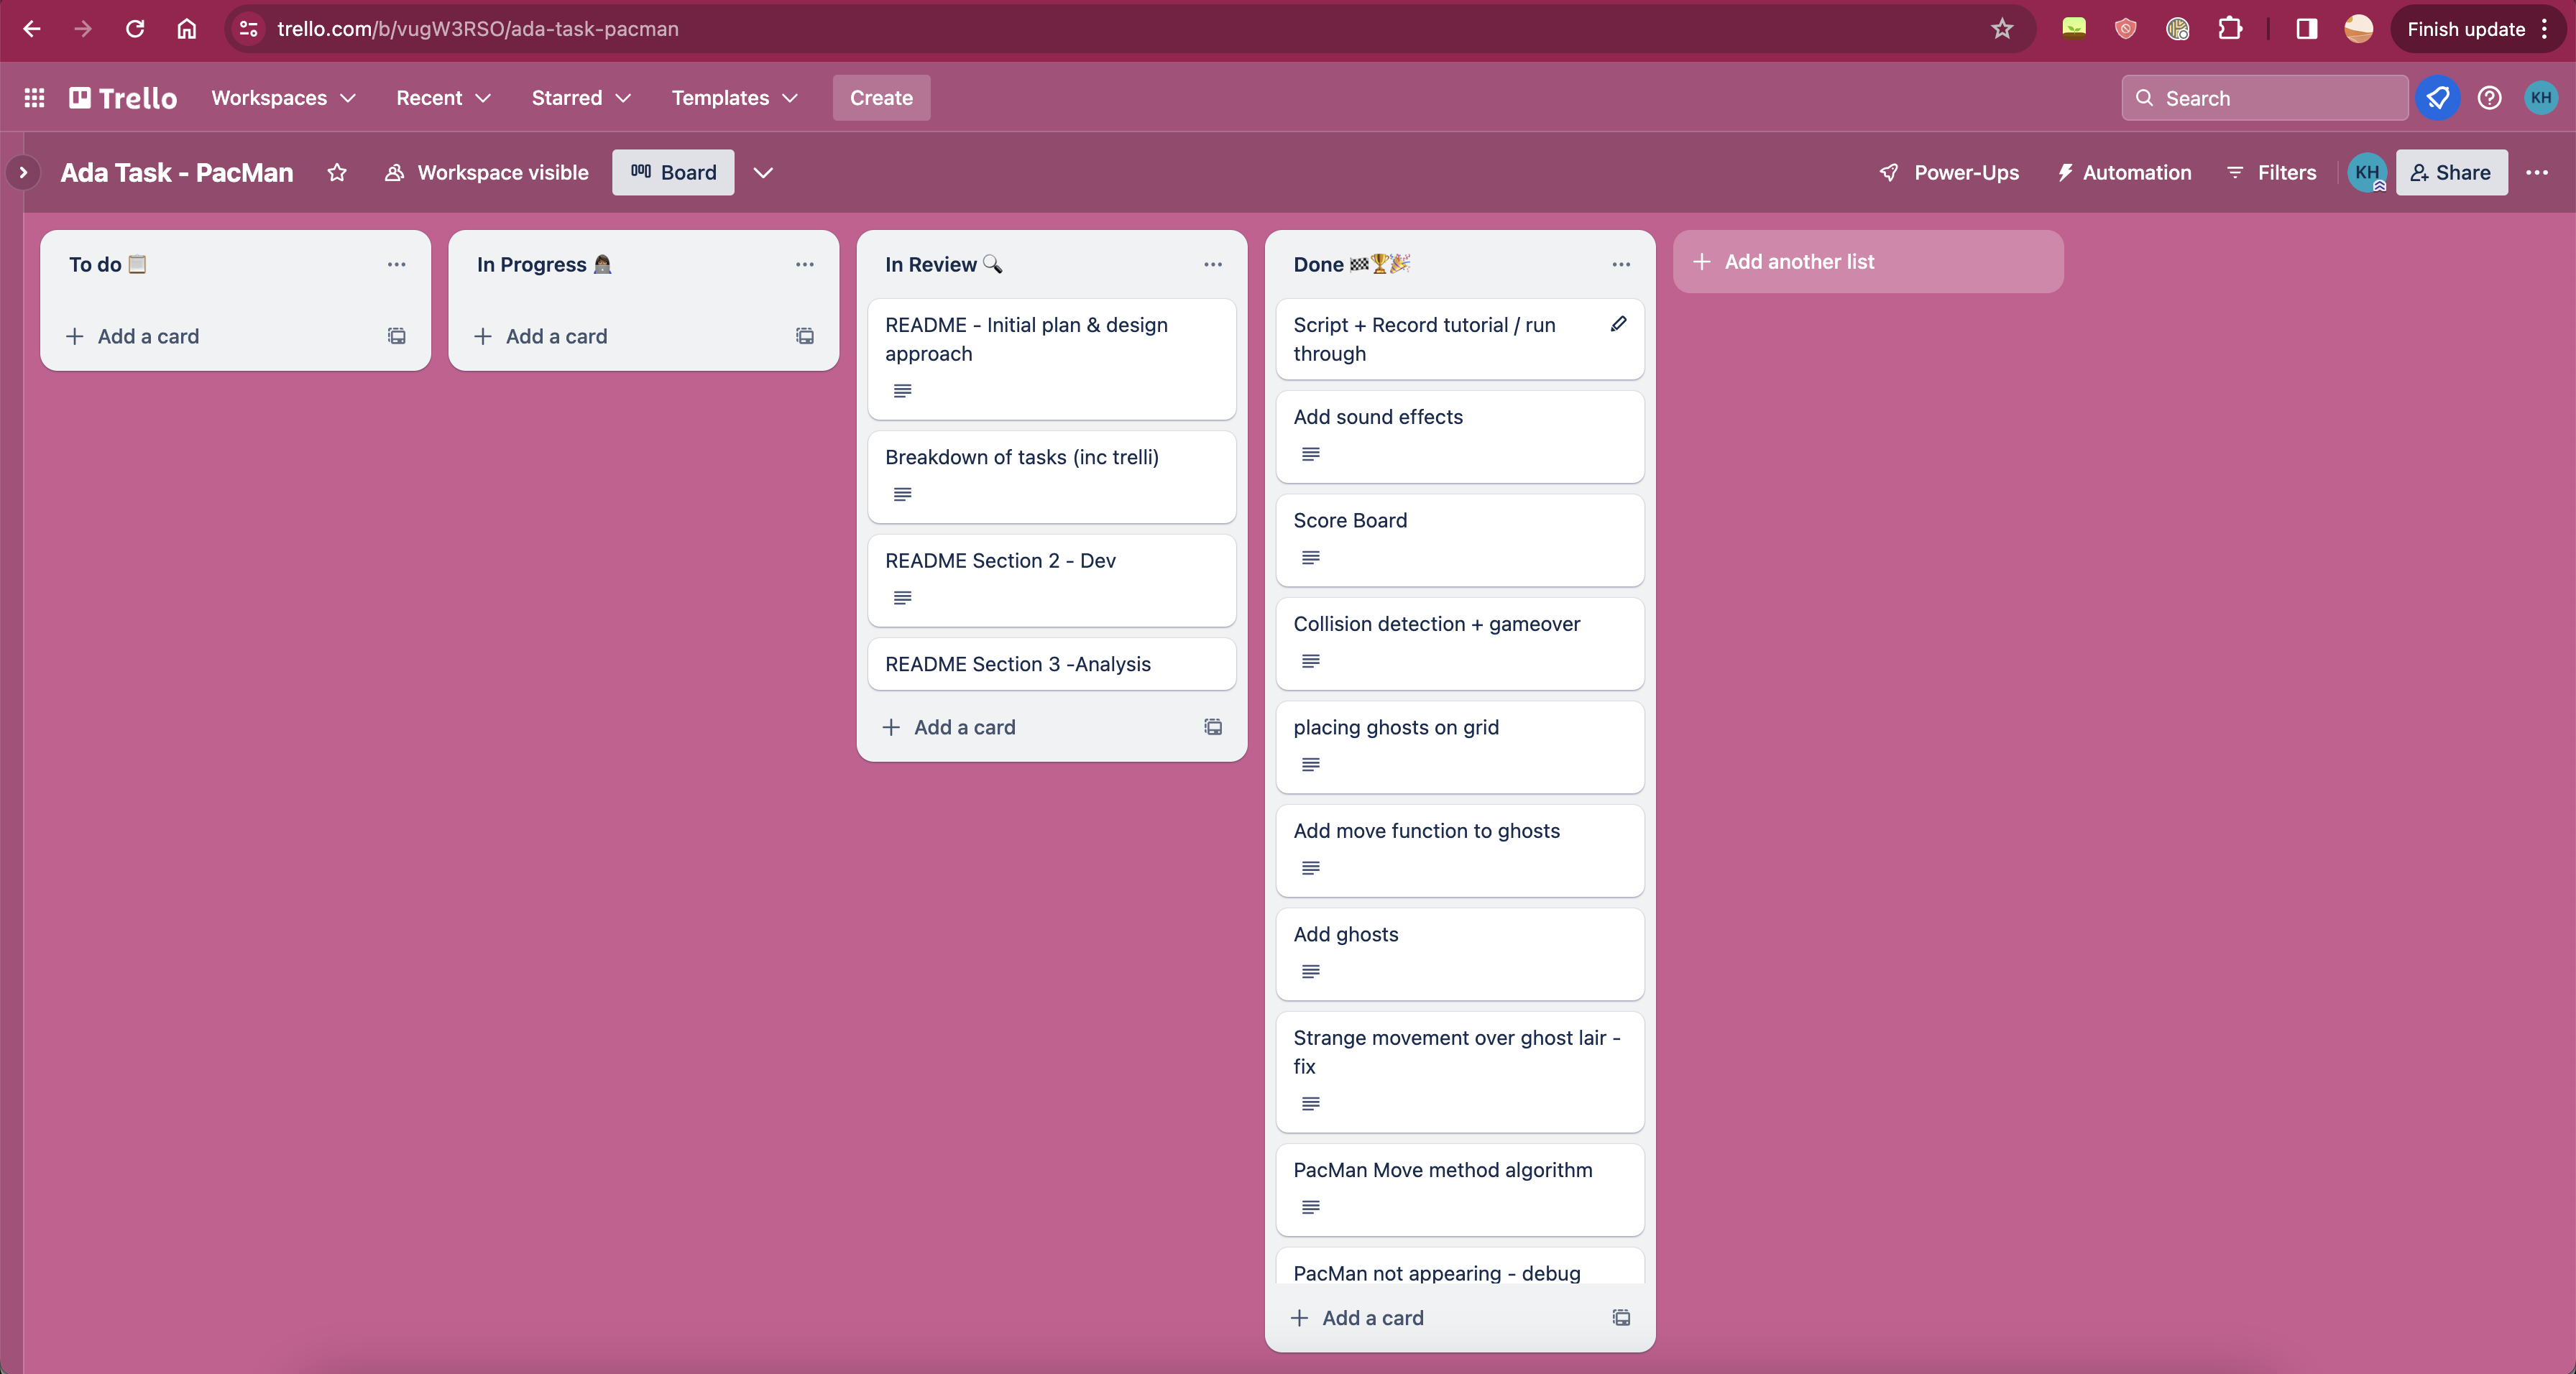 trello.com/b/vugW3RSO/ada-task-pacman
Finish update
Trello
Workspaces
Recent
Starred
Templates
Create
Search
KH
Ada Task - PacMan
Workspace visible
Board
Power-Ups
Automation
Filters
KH
Share
To do
Add a card
In Progress
Add a card
In Review
README - Initial plan & design
approach
Breakdown of tasks (inc trelli)
README Section 2 - Dev
README Section 3 -Analysis
Add a card
Done
Script + Record tutorial / run
through
Add sound effects
Score Board
Collision detection + gameover
placing ghosts on grid
Add move function to ghosts
Add ghosts
Strange movement over ghost lair -
fix
PacMan Move method algorithm
PacMan not appearing - debug
Add a card
Add another list